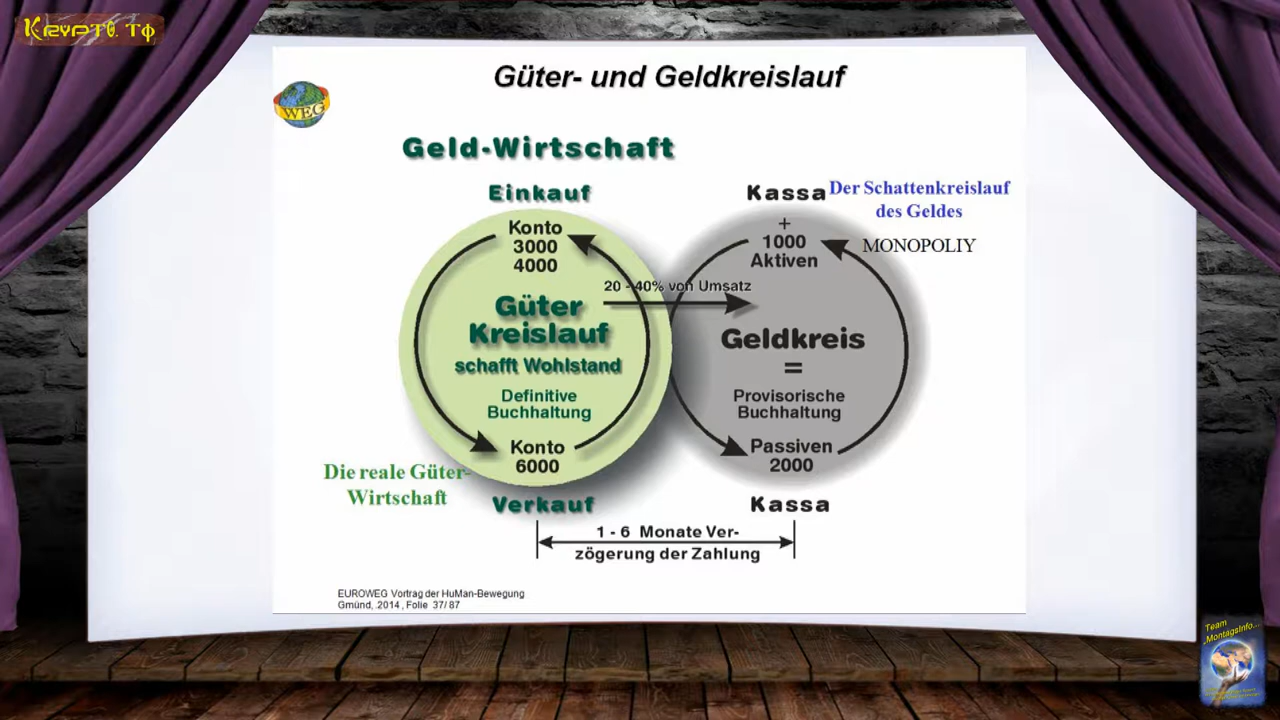 Krypto. To
Güter- und Geldkreislauf
WEG
Geld-Wirtschaft
Einkauf
Konto
3000
4000
Güter
Kreislauf
schafft Wohlstand
Definitive
Buchhaltung
Konto
6000
Verkauf
Die reale Güter-
Wirtschaft
20 - 40% von Umsatz
Kassa
Der Schattenkreislauf
des Geldes
MONOPOLIY
+
1000
Aktiven
Geldkreis
=
Provisorische
Buchhaltung
Passiven
2000
Kassa
1 - 6 Monate Ver-
zögerung der Zahlung
EUROWEG Vortrag der HuMan-Bewegung
Gmünd, .2014 , Folie 37/ 87
Team
„MontagsInfo...